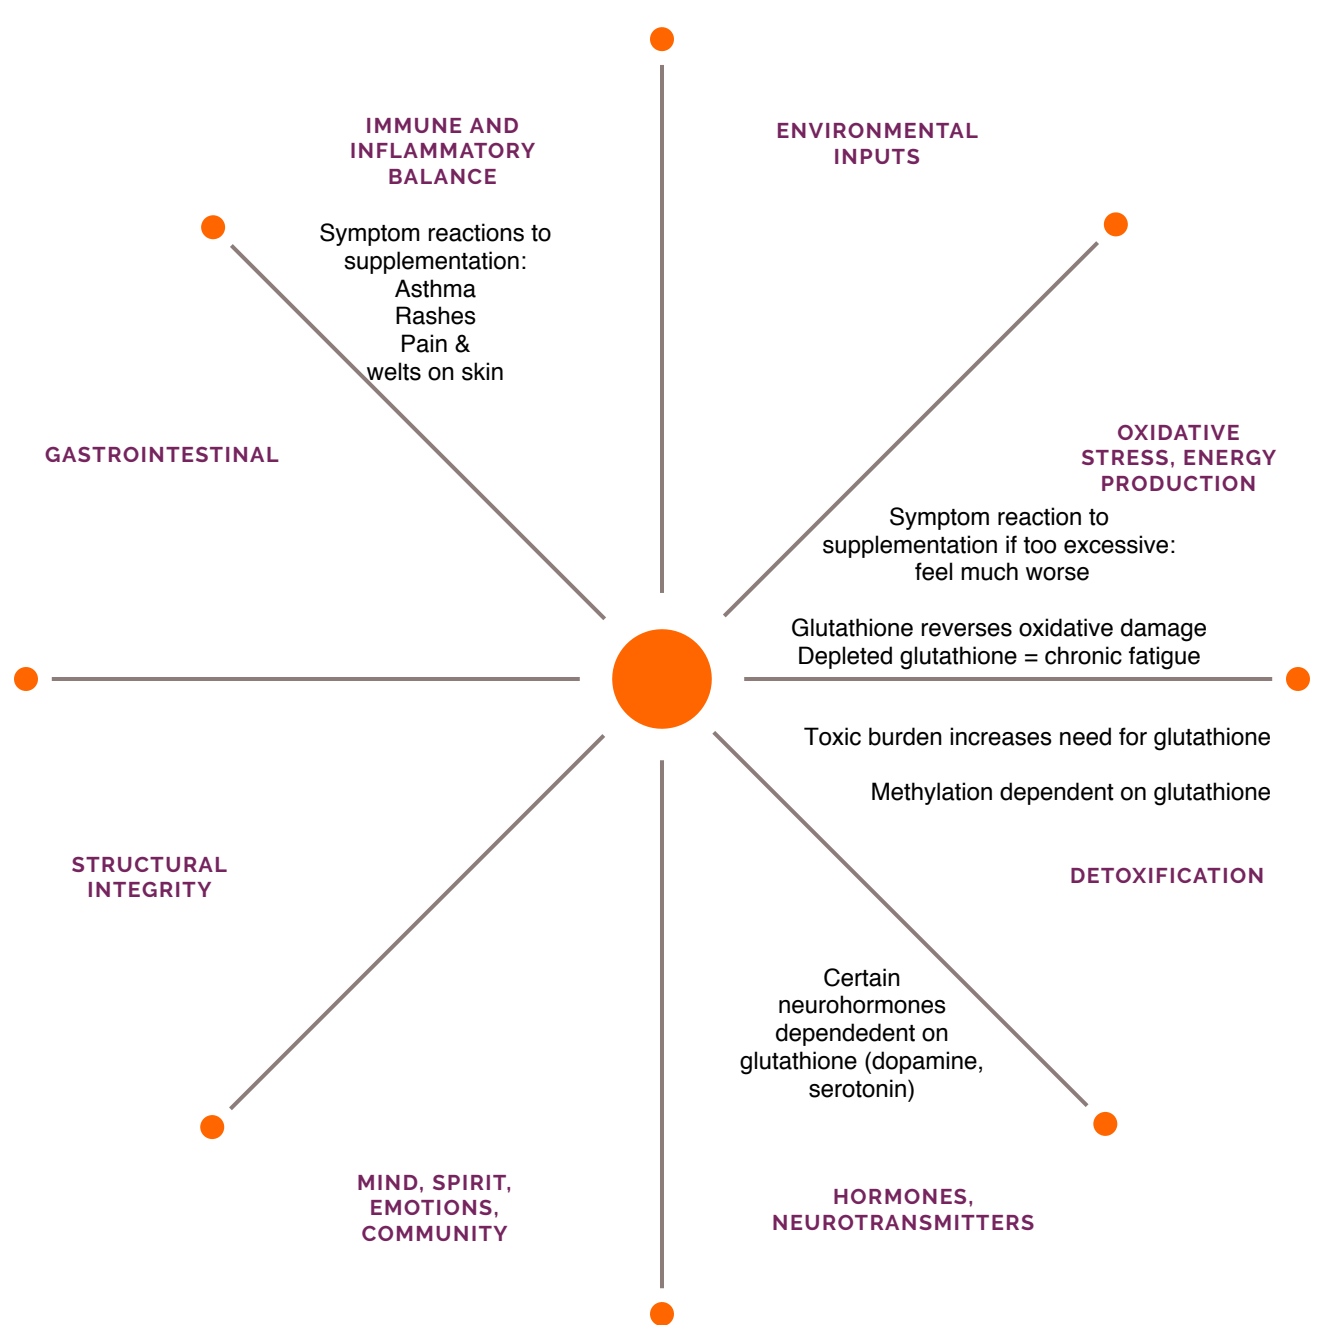 IMMUNE AND
INFLAMMATORY
BALANCE
Symptom reactions to
supplementation:
Asthma
Rashes
Pain &
welts on skin
ENVIRONMENTAL
INPUTS
OXIDATIVE
STRESS, ENERGY
PRODUCTION
Symptom reaction to
supplementation if too excessive:
feel much worse
Glutathione reverses oxidative damage
Depleted glutathione = chronic fatigue
GASTROINTESTINAL
Toxic burden increases need for glutathione
Methylation dependent on glutathione
DETOXIFICATION
STRUCTURAL
INTEGRITY
Certain
neurohormones
dependedent on
glutathione (dopamine,
serotonin)
HORMONES,
NEUROTRANSMITTERS
MIND, SPIRIT,
EMOTIONS,
COMMUNITY